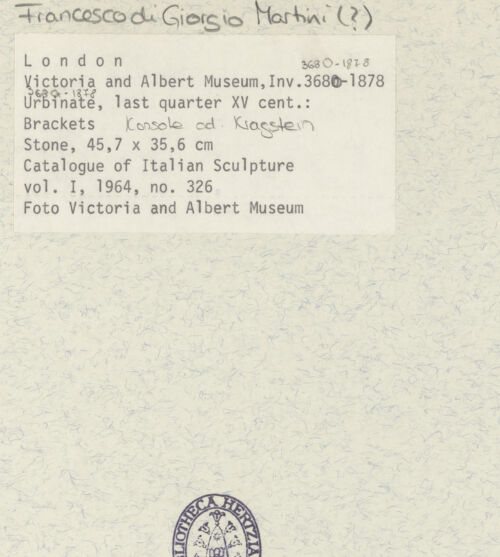 Francesco di Giorgio Martini (?)
London 3680-1878
Victoria and Albert Museum, Inv.3680-1878
3680-1878
Urbinate, last quarter XV cent.:
Brackets Konsole od. Kragstein
Stone, 45,7 x 35,6 cm
Catalogue of Italian Sculpture
vol. I, 1964, no. 326
Foto Victoria and Albert Museum
BIBLIOTHECA HERTZIANA